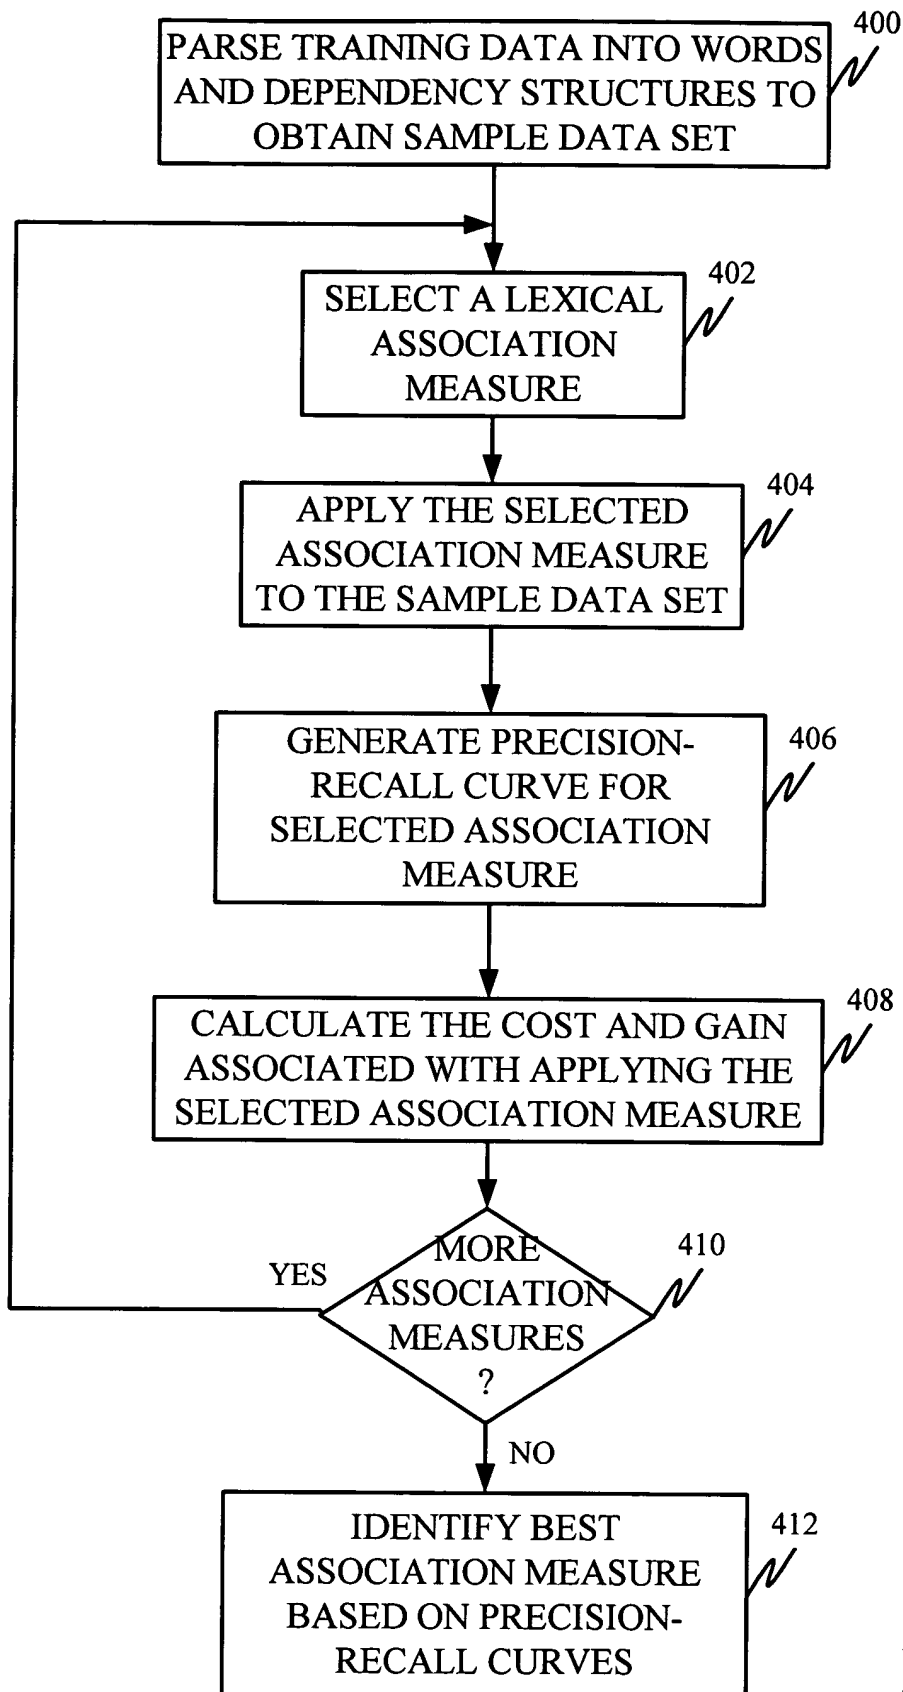 400
PARSE TRAINING DATA INTO WORDS
AND DEPENDENCY STRUCTURES TO
OBTAIN SAMPLE DATA SET
402
SELECT A LEXICAL
ASSOCIATION
MEASURE
404
APPLY THE SELECTED
ASSOCIATION MEASURE
TO THE SAMPLE DATA SET
406
GENERATE PRECISION-
RECALL CURVE FOR
SELECTED ASSOCIATION
MEASURE
408
CALCULATE THE COST AND GAIN
ASSOCIATED WITH APPLYING THE
SELECTED ASSOCIATION MEASURE
410
YES
MORE
ASSOCIATION
MEASURES
?
NO
412
IDENTIFY BEST
ASSOCIATION MEASURE
BASED ON PRECISION-
RECALL CURVES